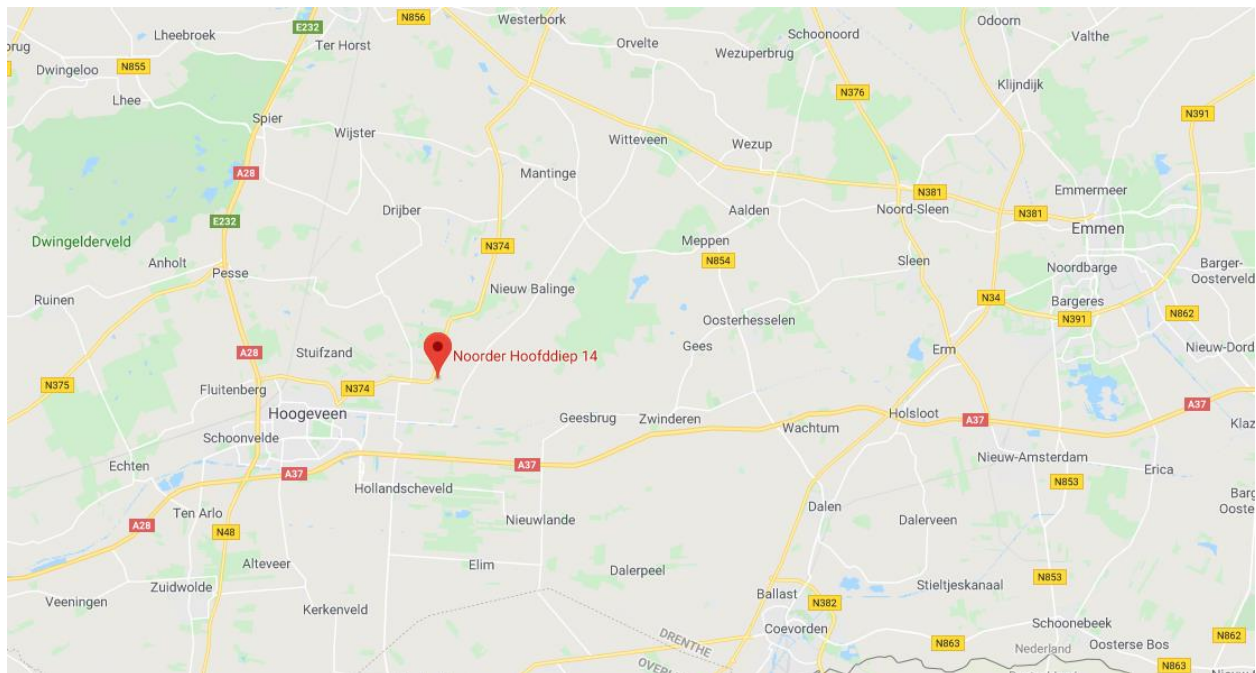 N856
Westerbork
Odoorn
E232
Lheebroek
Ter Horst
Orvelte
Schoonoord
Valthe
brug
Wezuperbrug
N855
Dwingeloo
Klijndijk
Lhee
N376
N391
Spier
Wijster
Witteveen
Wezup
A28
Mantinge
N381
Emmermeer
E232
Drijber
Aalden
Noord-Sleen
N381
Emmen
Dwingelderveld
N374
Meppen
N854
Sleen
Anholt
Pesse
Noordbarge
Barger-
Oosterveld
Nieuw Balinge
Ruinen
N34
Bargeres
N391
N862
Oosterhesselen
Stuifzand
A28
Noorder Hoofddiep 14
Gees
Erm
Nieuw-Dord
N375
Fluitenberg
N374
Hoogeveen
Geesbrug
Zwinderen
Holsloot
A37
A37
Wachtum
Klaz
Schoonvelde
Echten
A37
A37
Nieuw-Amsterdam
Erica
Hollandscheveld
N853
Barg
Ooste
Ten Arlo
A28
N48
Nieuwlande
Dalen
Dalerveen
Alteveer
Elim
Dalerpeel
N853
Zuidwolde
Stieltjeskanaal
Veeningen
Kerkenveld
Ballast
N382
Coevorden
Schoonebeek
DRENTHE
N863
Nederland
Oosterse Bos
N862
N863